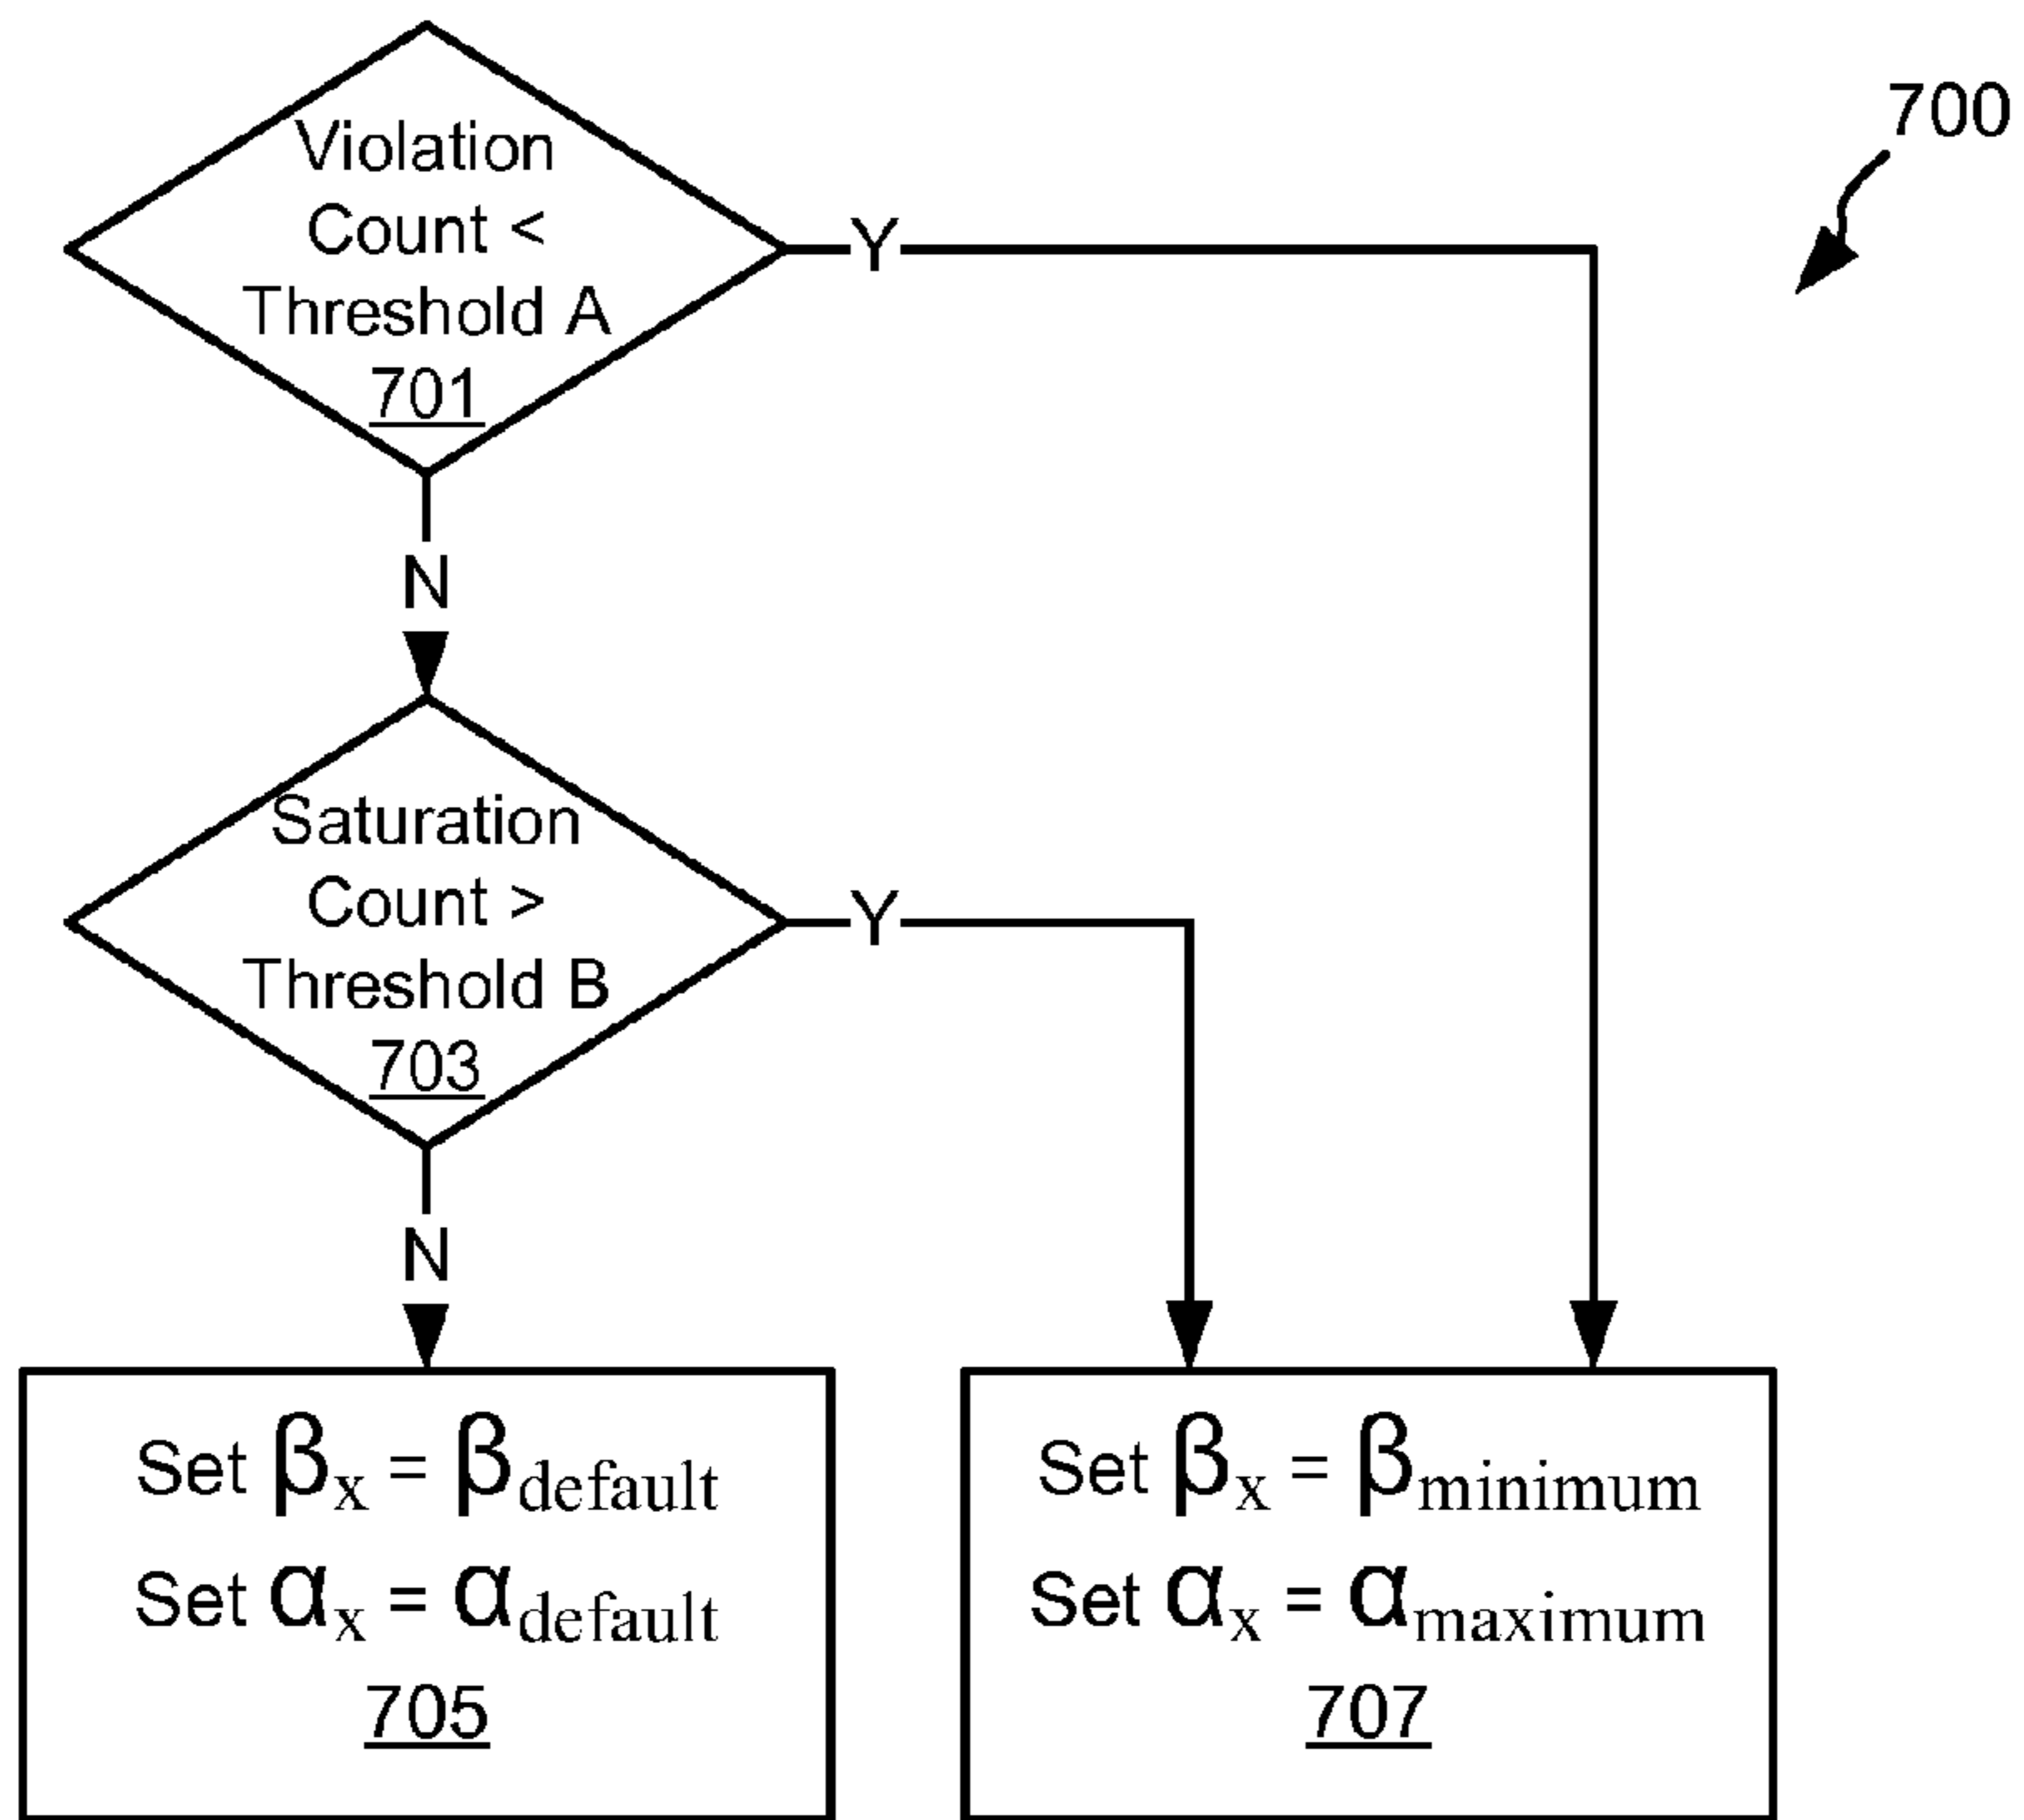 700
Violation
Count <
Threshold A
701
Y
N
Saturation
Count >
Threshold B
703
Y
N
Set βx = βdefault
Set αx = αdefault
705
Set βx = βminimum
Set αx = αmaximum
707